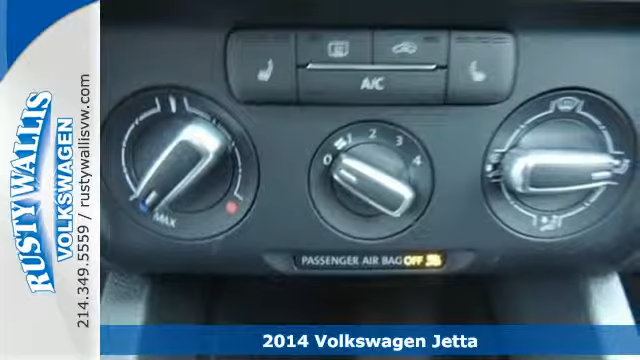 RUSTY WALLIS
VOLKSWAGEN
214.349.5559 / rustywallisvw.com
A/C
0 1 2 3 4
MAX
PASSENGER AIR BAG OFF
2014 Volkswagen Jetta